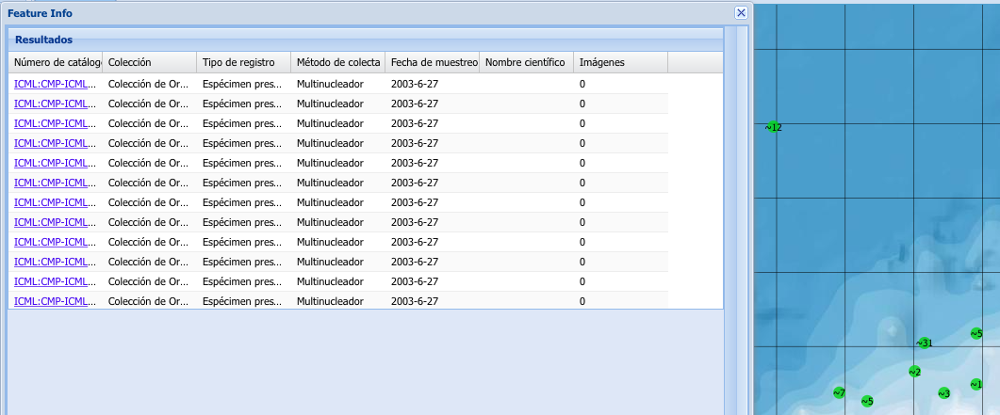 Feature Info
Resultados
Número de catálog Colección Tipo de registro Método de colecta Fecha de muestreo Nombre científico Imágenes
ICML:CMP-ICML... Colección de Or... Espécimen pres... Multinucleador 2003-6-27 0
ICML:CMP-ICML... Colección de Or... Espécimen pres... Multinucleador 2003-6-27 0
ICML:CMP-ICML... Colección de Or... Espécimen pres... Multinucleador 2003-6-27 0
ICML:CMP-ICML... Colección de Or... Espécimen pres... Multinucleador 2003-6-27 0
ICML:CMP-ICML... Colección de Or... Espécimen pres... Multinucleador 2003-6-27 0
ICML:CMP-ICML... Colección de Or... Espécimen pres... Multinucleador 2003-6-27 0
ICML:CMP-ICML... Colección de Or... Espécimen pres... Multinucleador 2003-6-27 0
ICML:CMP-ICML... Colección de Or... Espécimen pres... Multinucleador 2003-6-27 0
ICML:CMP-ICML... Colección de Or... Espécimen pres... Multinucleador 2003-6-27 0
ICML:CMP-ICML... Colección de Or... Espécimen pres... Multinucleador 2003-6-27 0
ICML:CMP-ICML... Colección de Or... Espécimen pres... Multinucleador 2003-6-27 0
ICML:CMP-ICML... Colección de Or... Espécimen pres... Multinucleador 2003-6-27 0
~12
~5
~31
~2
~1
~7
~3
~5